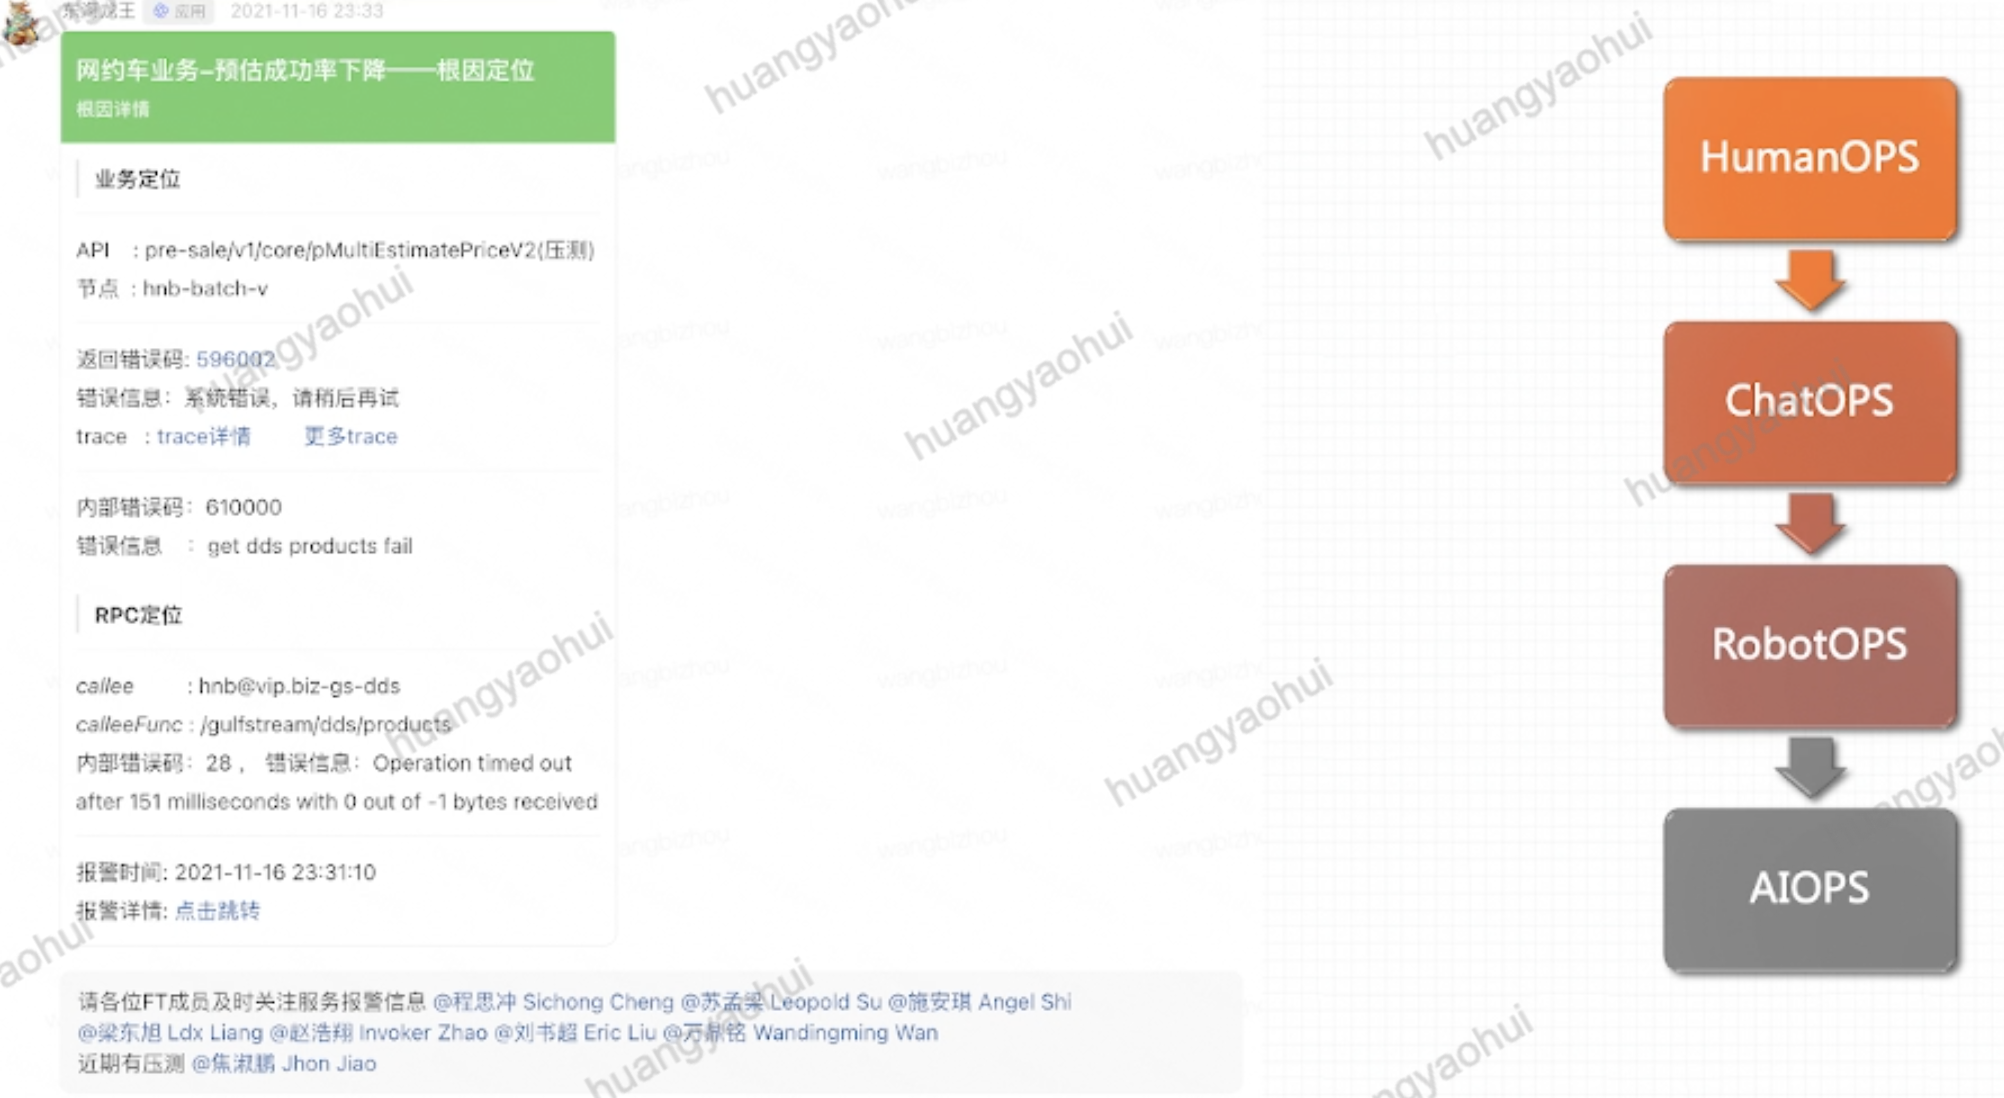 东海龙王 应用 2021-11-16 23:33
网约车业务–预估成功率下降——根因定位
根因详情
业务定位
API : pre-sale/v1/core/pMultiEstimatePriceV2(压测)
节点 : hnb-batch-v
返回错误码: 596002
错误信息：系统错误，请稍后再试
trace : trace详情 更多trace
内部错误码：610000
错误信息 ： get dds products fail
RPC定位
callee : hnb@vip.biz-gs-dds
calleeFunc : /gulfstream/dds/products
内部错误码：28 ， 错误信息：Operation timed out
after 151 milliseconds with 0 out of -1 bytes received
报警时间: 2021-11-16 23:31:10
报警详情: 点击跳转
请各位FT成员及时关注服务报警信息 @程思冲 Sichong Cheng @苏孟梁 Leopold Su @施安琪 Angel Shi
@梁东旭 Ldx Liang @赵浩翔 Invoker Zhao @刘书超 Eric Liu @万鼎铭 Wandingming Wan
近期有压测 @焦淑鹏 Jhon Jiao
HumanOPS
ChatOPS
RobotOPS
AIOPS
huangyaohui
wangbizhou